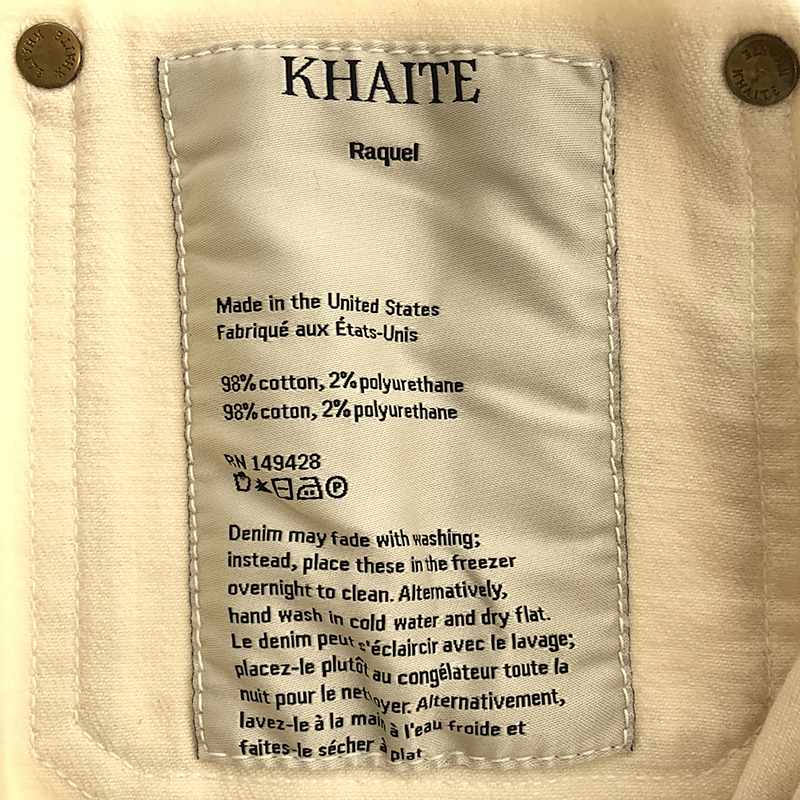 KHAITE
KHAITE
KHAITE
Raquel
Made in the United States
Fabriqué aux États-Unis
98% cotton, 2% polyurethane
98% coton, 2% polyurethane
RN 149428
P
Denim may fade with washing;
instead, place these in the freezer
overnight to clean. Alternatively,
hand wash in cold water and dry flat.
Le denim peut s'éclaircir avec le lavage;
placez-le plutôt au congélateur toute la
nuit pour le nettoyer. Alternativement,
lavez-le à la main à l'eau froide et
faites-le sécher à plat